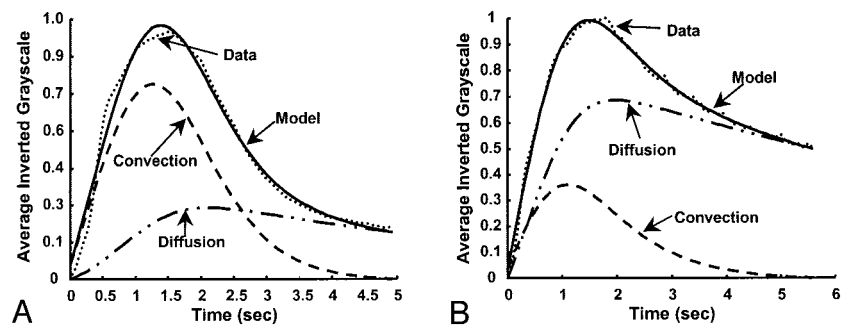 Average Inverted Grayscale
1.0
0.9
0.8
0.7
0.6
0.5
0.3
0.2
0.1
0
0 0.5 1 1.5 2 2.5 3 3.5 4 4.5 5
Time (sec)
Data
Model
Convection
Diffusion
A
Average Inverted Grayscale
1
0.9
0.8
0.7
0.6
0.5
0.4
0.3
0.2
0.1
0
0 1 2 3 4 5 6
Time (sec)
Data
Model
Diffusion
Convection
B